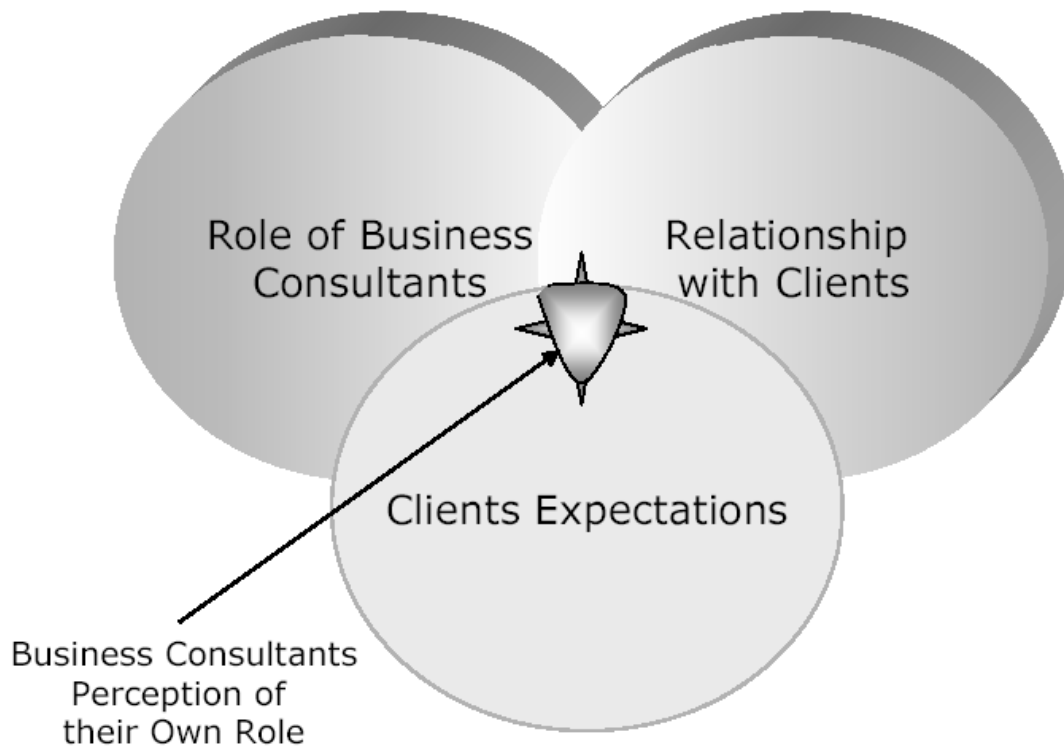 Role of Business
Consultants
Relationship
with Clients
Clients Expectations
Business Consultants
Perception of
their Own Role